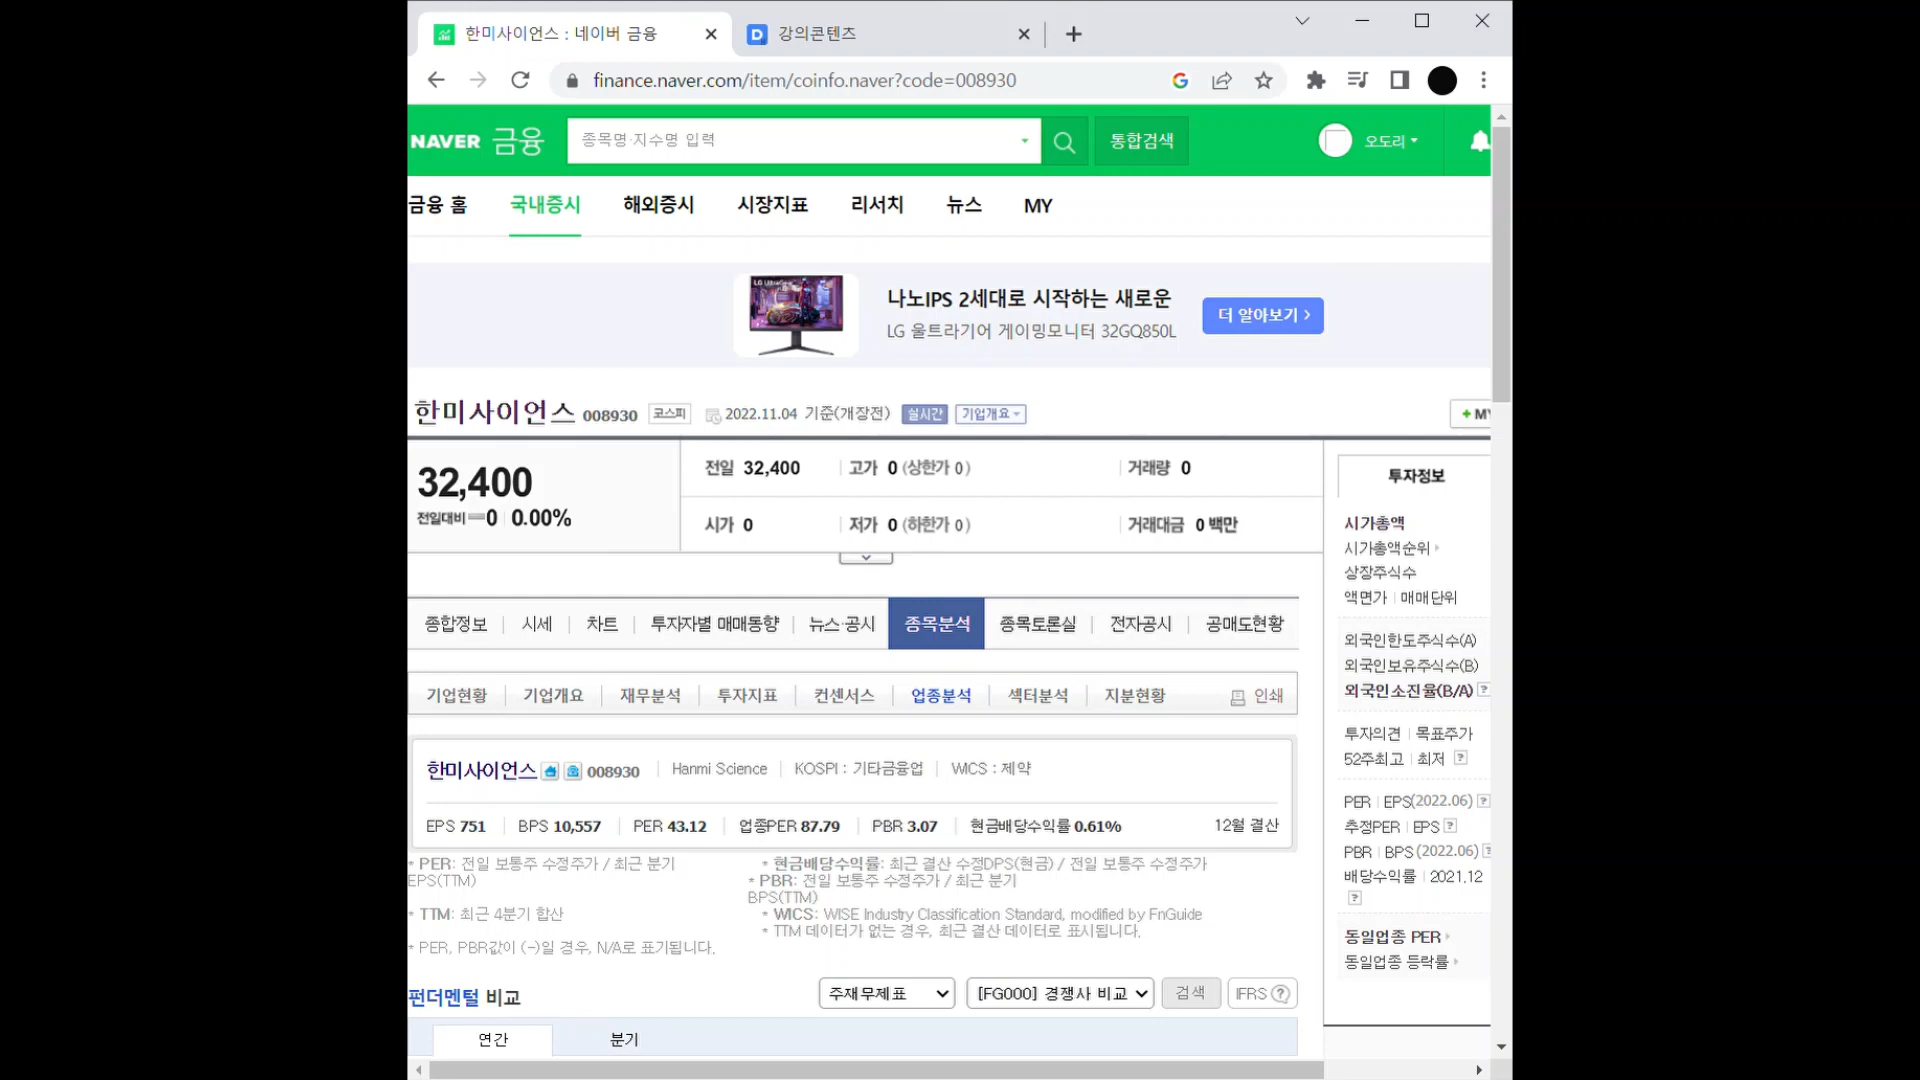 한미사이언스 : 네이버 금융
강의콘텐츠
finance.naver.com/item/coinfo.naver?code=008930
NAVER 금융
종목명·지수명 입력
통합검색
오도리
금융 홈 국내증시 해외증시 시장지표 리서치 뉴스 MY
나노IPS 2세대로 시작하는 새로운
LG 울트라기어 게이밍모니터 32GQ850L
더 알아보기 >
한미사이언스 008930 코스피 2022.11.04 기준(개장전) 실시간 기업개요
+ MY
32,400
전일대비 0 0.00%
전일 32,400 고가 0 (상한가 0) 거래량 0
시가 0 저가 0 (하한가 0) 거래대금 0 백만
종합정보 시세 차트 투자자별 매매동향 뉴스·공시 종목분석 종목토론실 전자공시 공매도현황
기업현황 기업개요 재무분석 투자지표 컨센서스 업종분석 섹터분석 지분현황 인쇄
한미사이언스 008930 Hanmi Science KOSPI : 기타금융업 WICS : 제약
EPS 751 BPS 10,557 PER 43.12 업종PER 87.79 PBR 3.07 현금배당수익률 0.61% 12월 결산
* PER: 전일 보통주 수정주가 / 최근 분기
EPS(TTM)
* TTM: 최근 4분기 합산
* PER, PBR값이 (-)일 경우, N/A로 표기됩니다.
* 현금배당수익률: 최근 결산 수정DPS(현금) / 전일 보통주 수정주가
* PBR: 전일 보통주 수정주가 / 최근 분기
BPS(TTM)
* WICS: WISE Industry Classification Standard, modified by FnGuide
* TTM 데이터가 없는 경우, 최근 결산 데이터로 표시됩니다.
펀더멘털 비교
주재무제표 [FG000] 경쟁사 비교 검색 IFRS ?
연간 분기
투자정보
시가총액
시가총액순위
상장주식수
액면가 매매단위
외국인한도주식수(A)
외국인보유주식수(B)
외국인소진율(B/A) ?
투자의견 목표주가
52주최고 최저 ?
PER EPS(2022.06) ?
추정PER EPS ?
PBR BPS (2022.06) ?
배당수익률 2021.12
?
동일업종 PER
동일업종 등락률